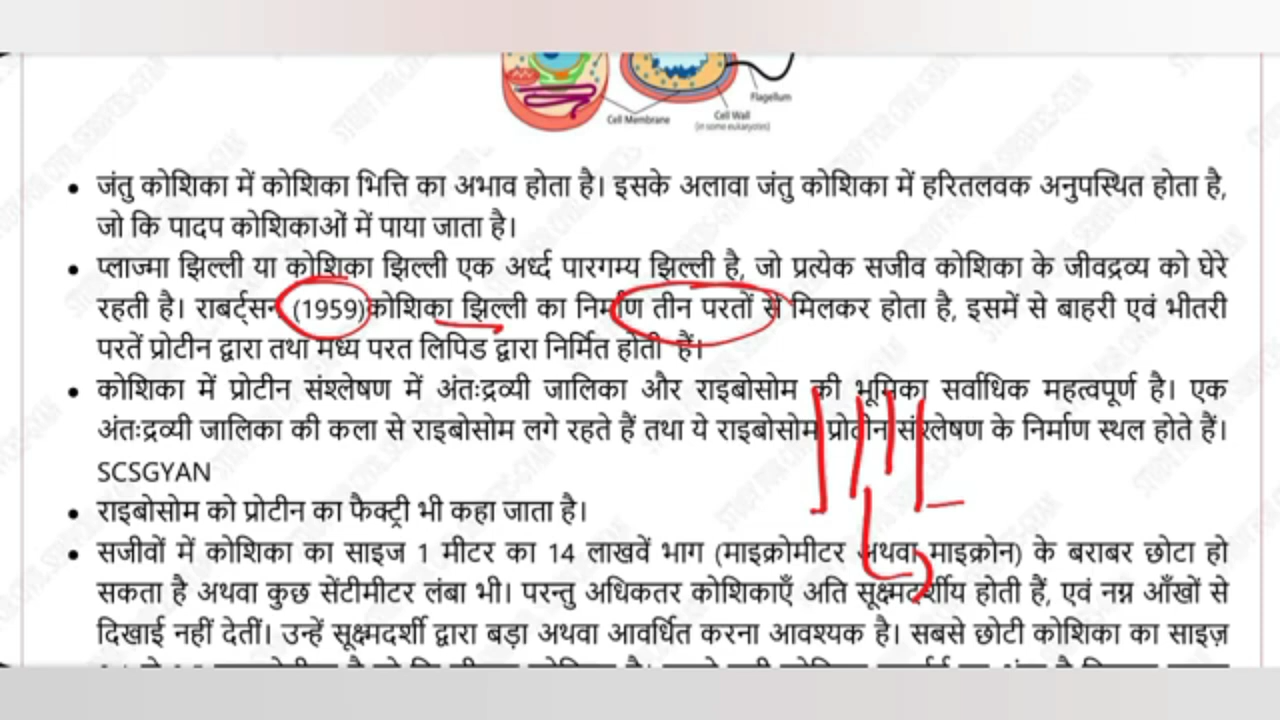 Flagellum
Cell Membrane
Cell Wall
(in some eukaryotes)
• जंतु कोशिका में कोशिका भित्ति का अभाव होता है। इसके अलावा जंतु कोशिका में हरितलवक अनुपस्थित होता है,
जो कि पादप कोशिकाओं में पाया जाता है।
• प्लाज्मा झिल्ली या कोशिका झिल्ली एक अर्ध्द पारगम्य झिल्ली है, जो प्रत्येक सजीव कोशिका के जीवद्रव्य को घेरे
रहती है। राबर्ट्सन (1959)कोशिका झिल्ली का निर्माण तीन परतों से मिलकर होता है, इसमें से बाहरी एवं भीतरी
परतें प्रोटीन द्वारा तथा मध्य परत लिपिड द्वारा निर्मित होती हैं।
• कोशिका में प्रोटीन संश्लेषण में अंतःद्रव्यी जालिका और राइबोसोम की भूमिका सर्वाधिक महत्वपूर्ण है। एक
अंतःद्रव्यी जालिका की कला से राइबोसोम लगे रहते हैं तथा ये राइबोसोम प्रोटीन संश्लेषण के निर्माण स्थल होते हैं।
SCSGYAN
• राइबोसोम को प्रोटीन का फैक्ट्री भी कहा जाता है।
• सजीवों में कोशिका का साइज 1 मीटर का 14 लाखवें भाग (माइक्रोमीटर अथवा माइक्रोन) के बराबर छोटा हो
सकता है अथवा कुछ सेंटीमीटर लंबा भी। परन्तु अधिकतर कोशिकाएँ अति सूक्ष्मदर्शीय होती हैं, एवं नग्न आँखों से
दिखाई नहीं देतीं। उन्हें सूक्ष्मदर्शी द्वारा बड़ा अथवा आवर्धित करना आवश्यक है। सबसे छोटी कोशिका का साइज़